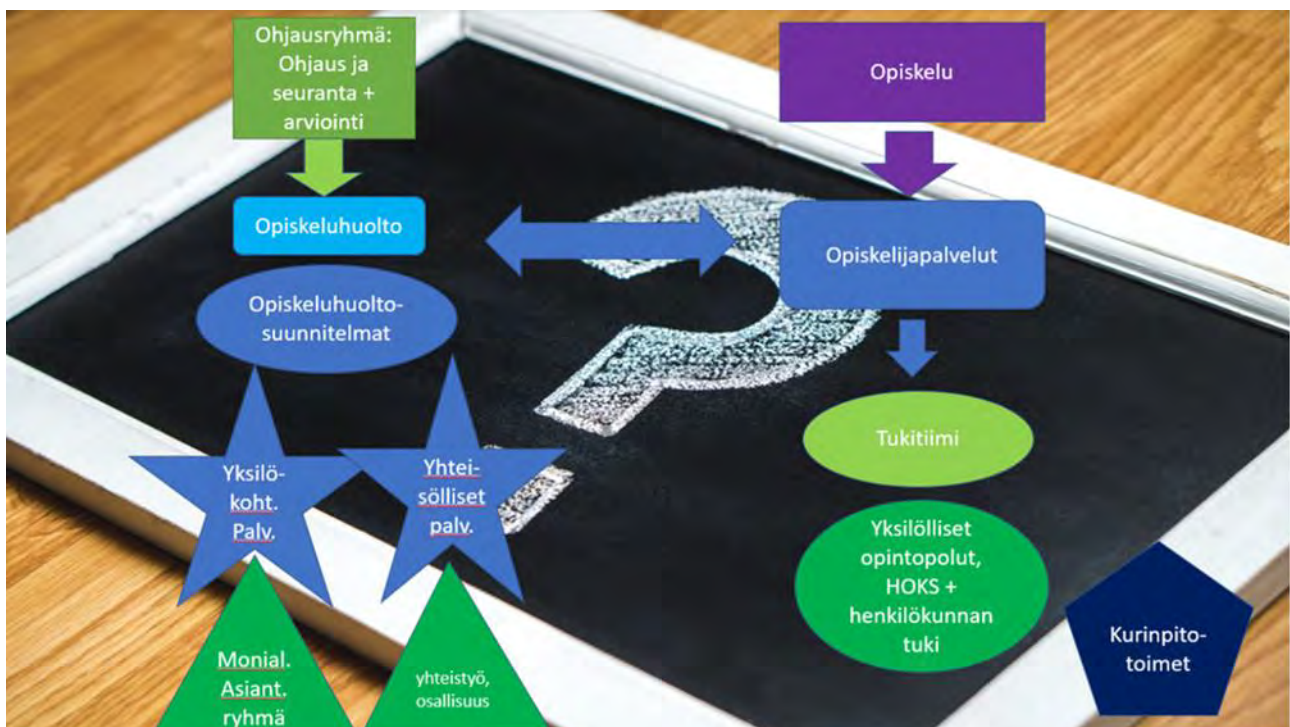 Ohjausryhmä:
Ohjaus ja
seuranta +
arviointi
Opiskeluhuolto
Opiskeluhuolto-
suunnitelmat
Yksilö-
koht.
Palv.
Yhtei-
sölliset
palv.
Monial.
Asiant.
ryhmä
yhteistyö,
osallisuus
Opiskelu
Opiskelijapalvelut
Tukitiimi
Yksilölliset
opintopolut,
HOKS +
henkilökunnan
tuki
Kurinpito-
toimet